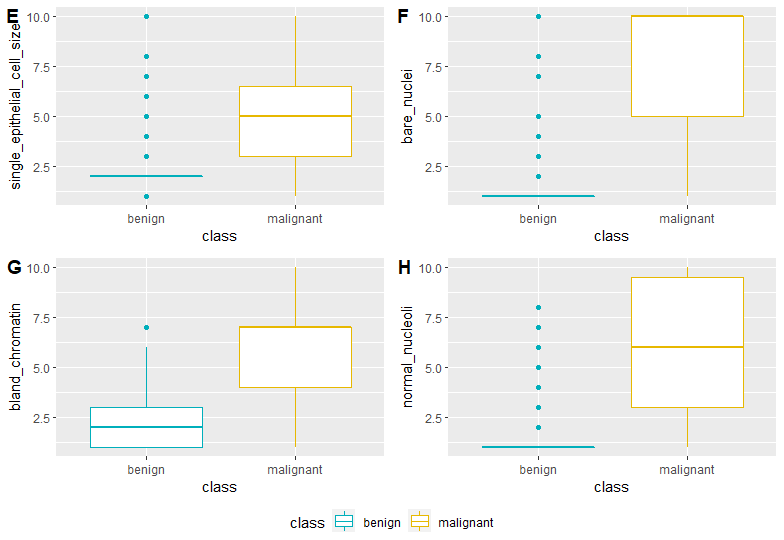 E
single_epithelial_cell_size
10.0
7.5
5.0
2.5
benign
malignant
class
F
bare_nuclei
10.0
7.5
5.0
2.5
benign
malignant
class
G
bland_chromatin
10.0
7.5
5.0
2.5
benign
malignant
class
H
normal_nucleoli
10.0
7.5
5.0
2.5
benign
malignant
class
class benign malignant